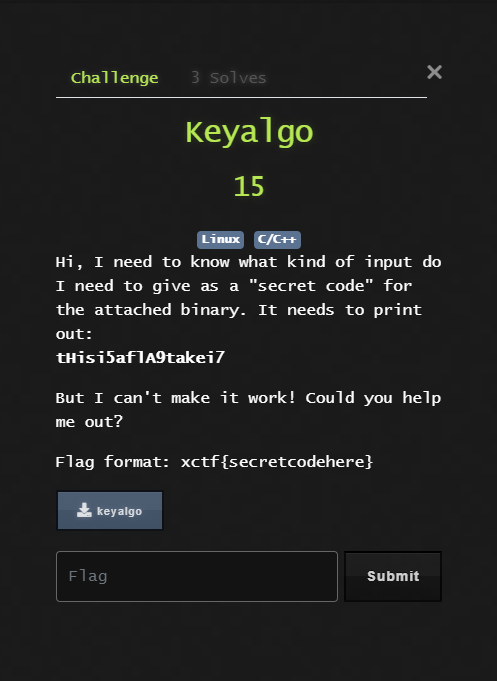 Challenge 3 Solves ×
Keyalgo
15
Linux C/C++
Hi, I need to know what kind of input do
I need to give as a "secret code" for
the attached binary. It needs to print
out:
tHisi5aflA9takei7
But I can't make it work! Could you help
me out?
Flag format: xctf{secretcodehere}
keyalgo
Flag Submit